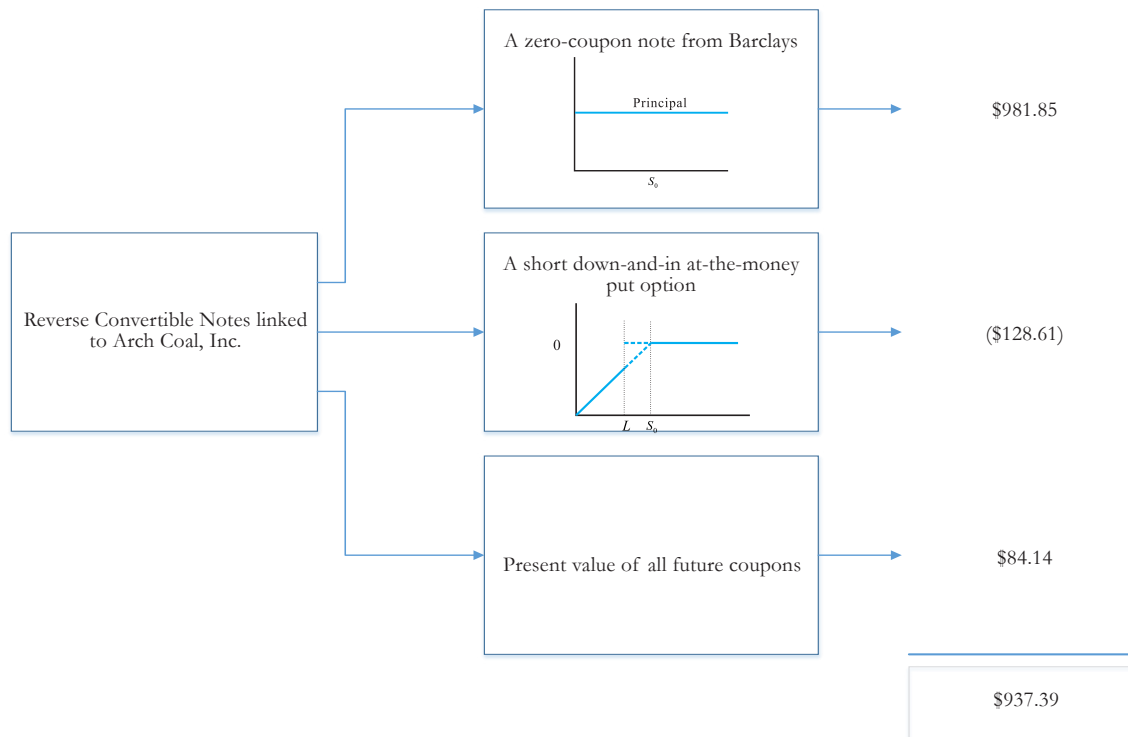 A zero-coupon note from Barclays
Principal
S₀
$981.85
Reverse Convertible Notes linked
to Arch Coal, Inc.
A short down-and-in at-the-money
put option
0
L S₀
($128.61)
Present value of all future coupons
$84.14
$937.39